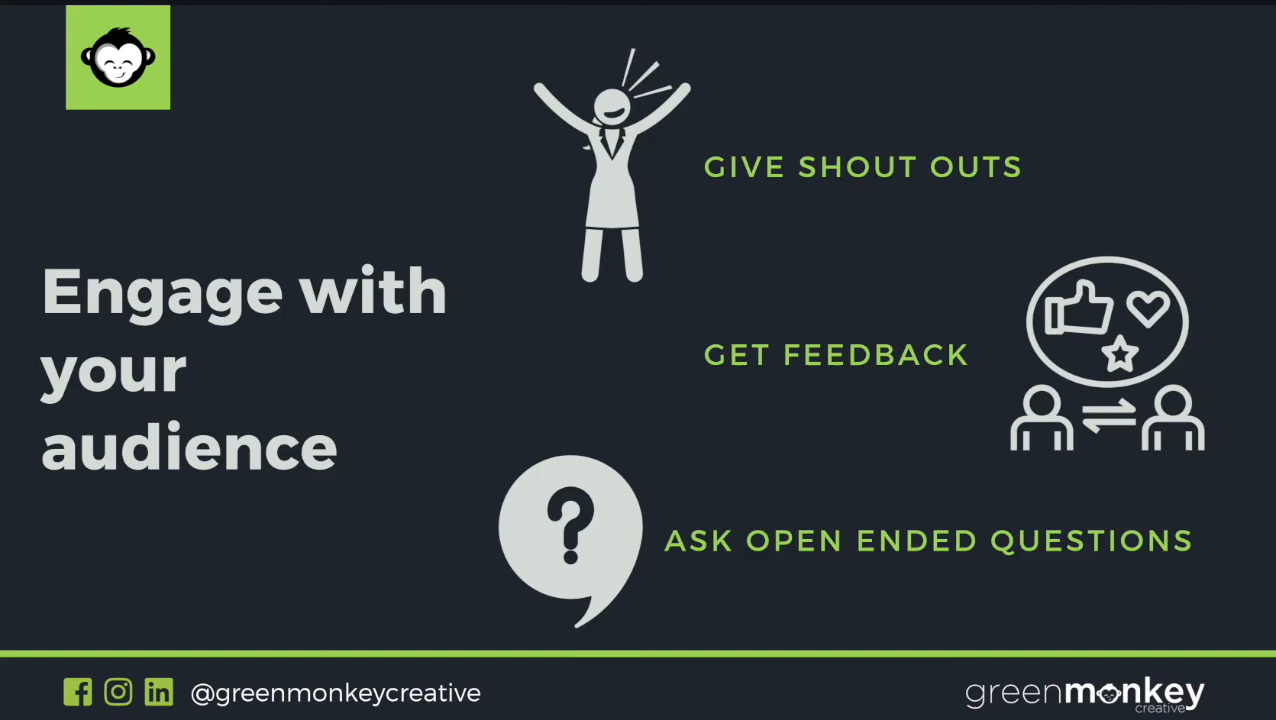 Engage with
your
audience
GIVE SHOUT OUTS
GET FEEDBACK
?
ASK OPEN ENDED QUESTIONS
@greenmonkeycreative
greenmonkey
creative